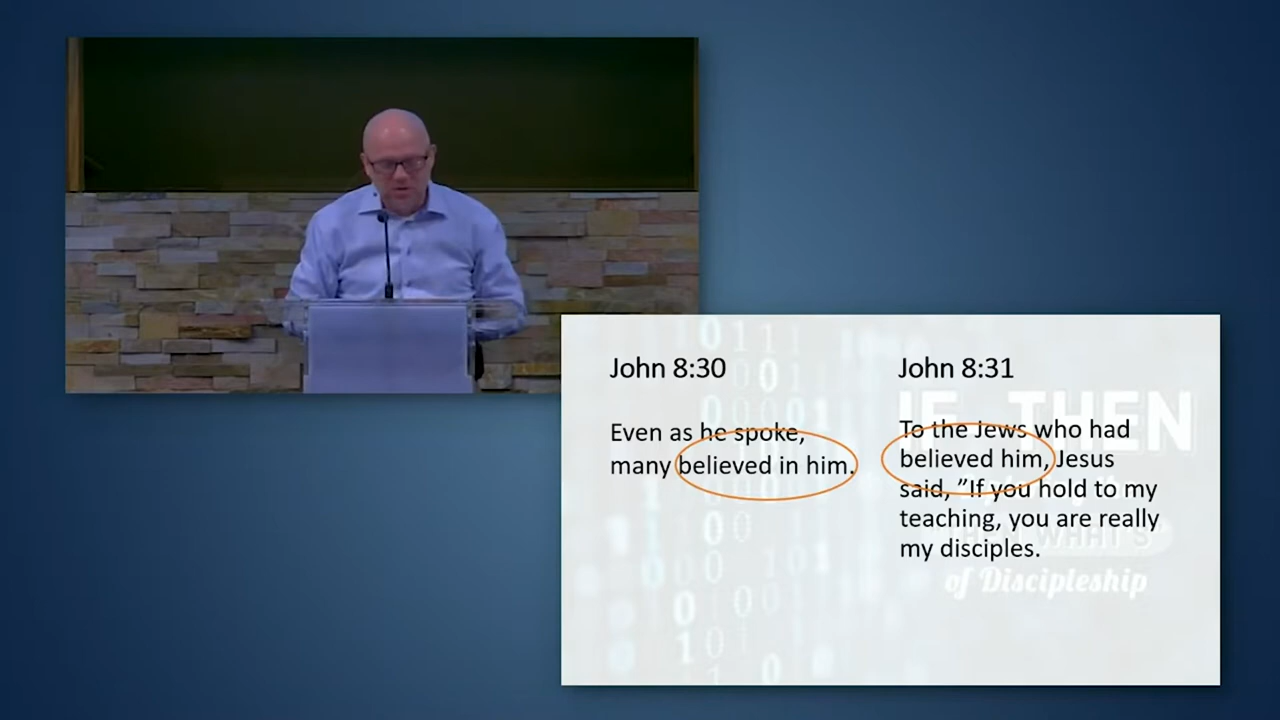 John 8:30
Even as he spoke,
many believed in him.
John 8:31
To the Jews who had
believed him, Jesus
said, ”If you hold to my
teaching, you are really
my disciples.
IF THEN
WHAT'S
of Discipleship